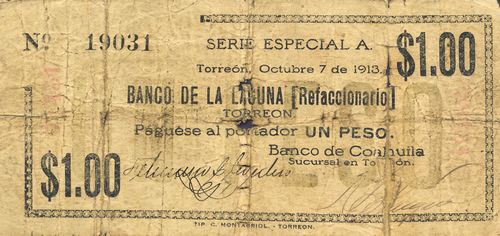 Nº 19031
SERIE ESPECIAL A.
$1.00
Torreón, Octubre 7 de 1913.
BANCO DE LA LAGUNA [Refaccionario]
TORREON.
Páguese al portador UN PESO.
Banco de Coahuila
Sucursal en Torreón.
$1.00
TIP. C. MONTAURIOL. - TORREON.